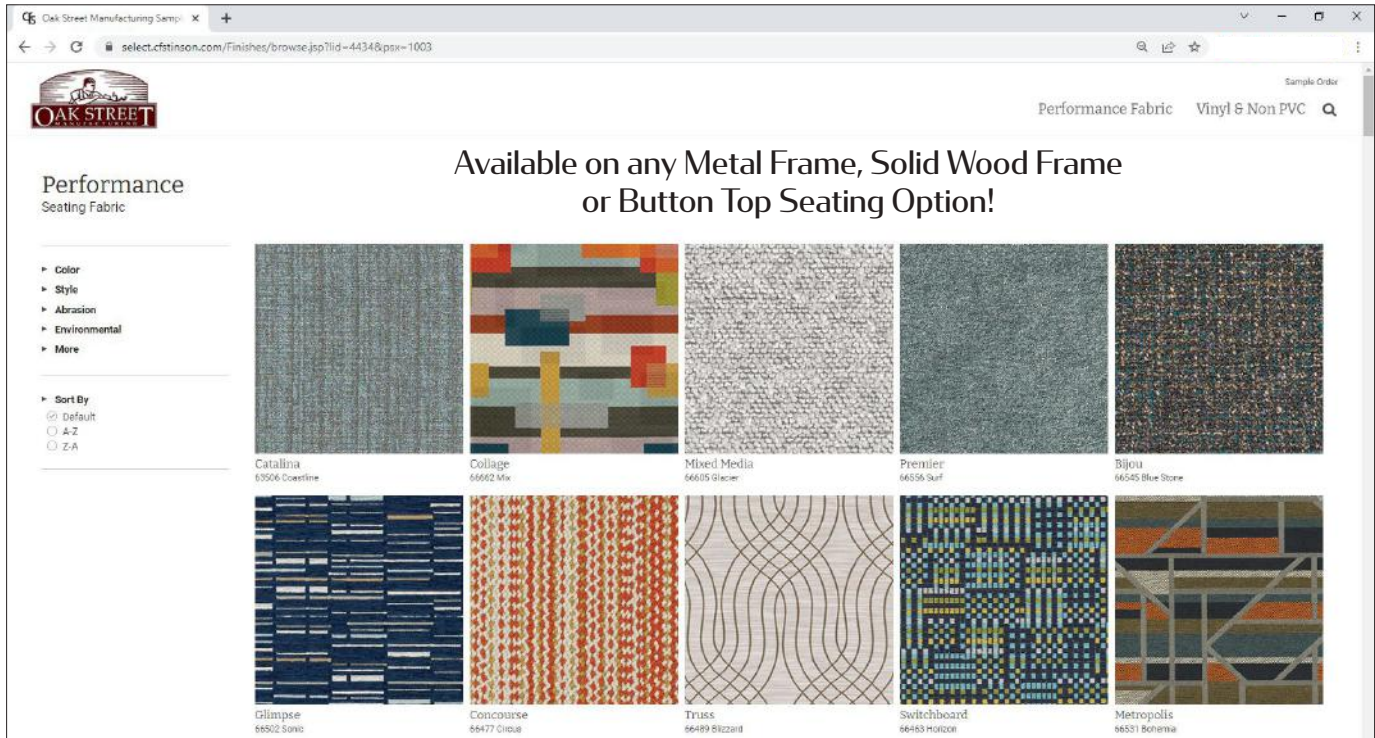 Oak Street Manufacturing Sampl
select.cfstinson.com/Finishes/browse.jsp?lid=4434&psx=1003
Sample Order
OAK STREET
MANUFACTURING
Performance Fabric Vinyl & Non PVC
Available on any Metal Frame, Solid Wood Frame
or Button Top Seating Option!
Performance
Seating Fabric
Color
Style
Abrasion
Environmental
More
Sort By
Default
A-Z
Z-A
Catalina
63506 Coastline
Collage
66662 Mix
Mixed Media
66605 Glacier
Premier
66556 Surf
Bijou
66545 Blue Stone
Glimpse
66502 Sonic
Concourse
66477 Circus
Truss
66489 Blizzard
Switchboard
66463 Horizon
Metropolis
66531 Bohemia